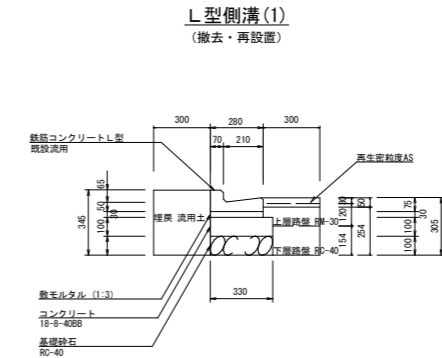 L型側溝(1)
(撤去・再設置)
300
280
300
70
210
鉄筋コンクリートL型
既設流用
再生密粒度AS
65
50
30
100
345
埋戻 流用土
上層路盤 RM-30
下層路盤 RC-40
120
154
50
254
75
100
100
30
305
敷モルタル (1:3)
330
コンクリート
18-8-40BB
基礎砕石
RC-40